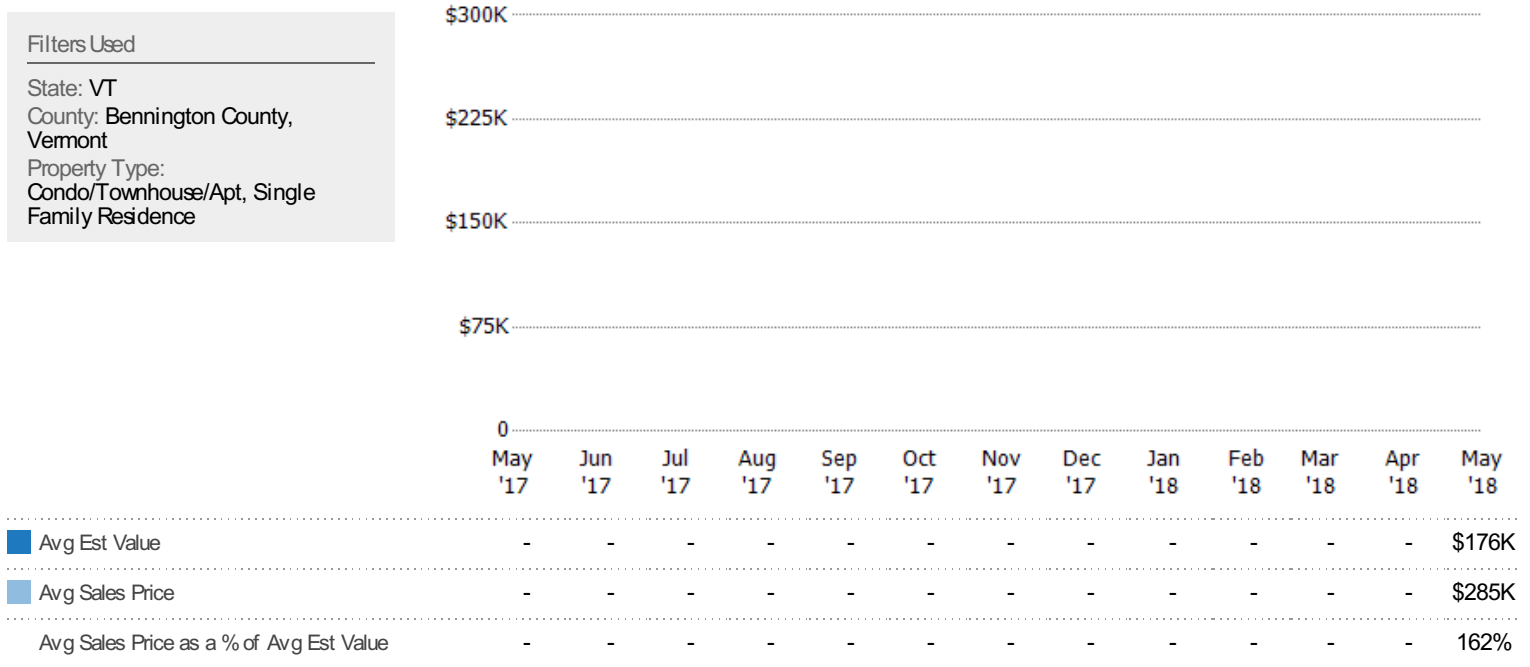 Filters Used
State: VT
County: Bennington County,
Vermont
Property Type:
Condo/Townhouse/Apt, Single
Family Residence
$300K
$225K
$150K
$75K
0
May Jun Jul Aug Sep Oct Nov Dec Jan Feb Mar Apr May
'17 '17 '17 '17 '17 '17 '17 '17 '18 '18 '18 '18 '18
Avg Est Value - - - - - - - - - - - - $176K
Avg Sales Price - - - - - - - - - - - - $285K
Avg Sales Price as a % of Avg Est Value - - - - - - - - - - - - 162%